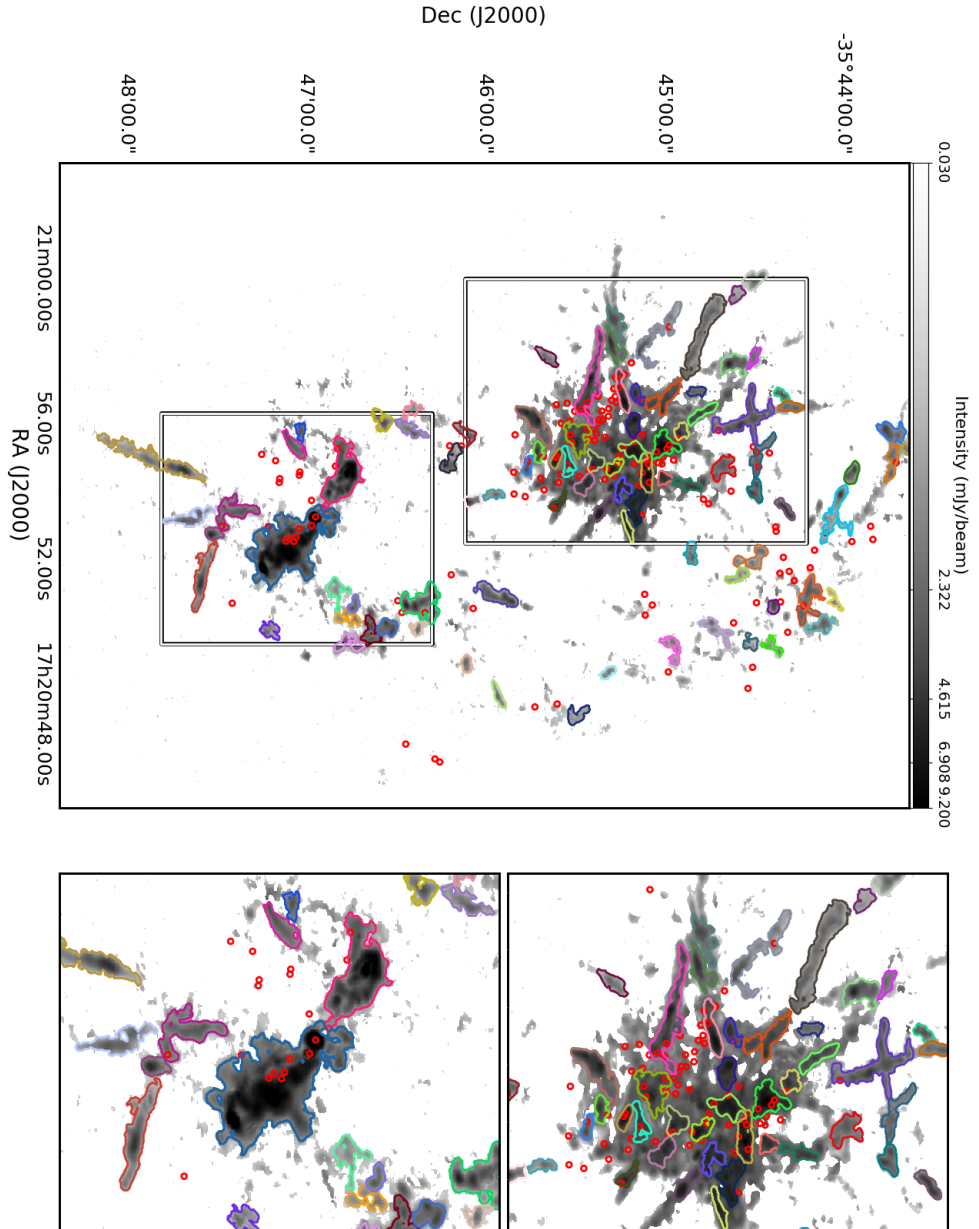 Dec (J2000)
-35°44'00.0"
45'00.0"
46'00.0"
47'00.0"
48'00.0"
0.030
2.322
4.615
6.908
9.200
Intensity (mJy/beam)
21m00.00s
56.00s
52.00s
17h20m48.00s
RA (J2000)